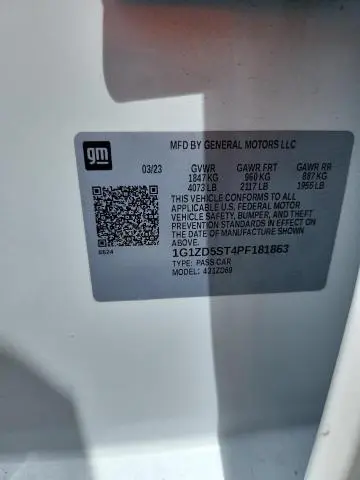 gm
MFD BY GENERAL MOTORS LLC
03/23 GVWR GAWR FRT GAWR RR
1847 KG 960 KG 887 KG
4073 LB 2117 LB 1955 LB
THIS VEHICLE CONFORMS TO ALL
APPLICABLE U.S. FEDERAL MOTOR
VEHICLE SAFETY, BUMPER, AND THEFT
PREVENTION STANDARDS IN EFFECT ON
THE DATE OF MANUFACTURE SHOWN
ABOVE.
1G1ZD5ST4PF181863
TYPE: PASS CAR